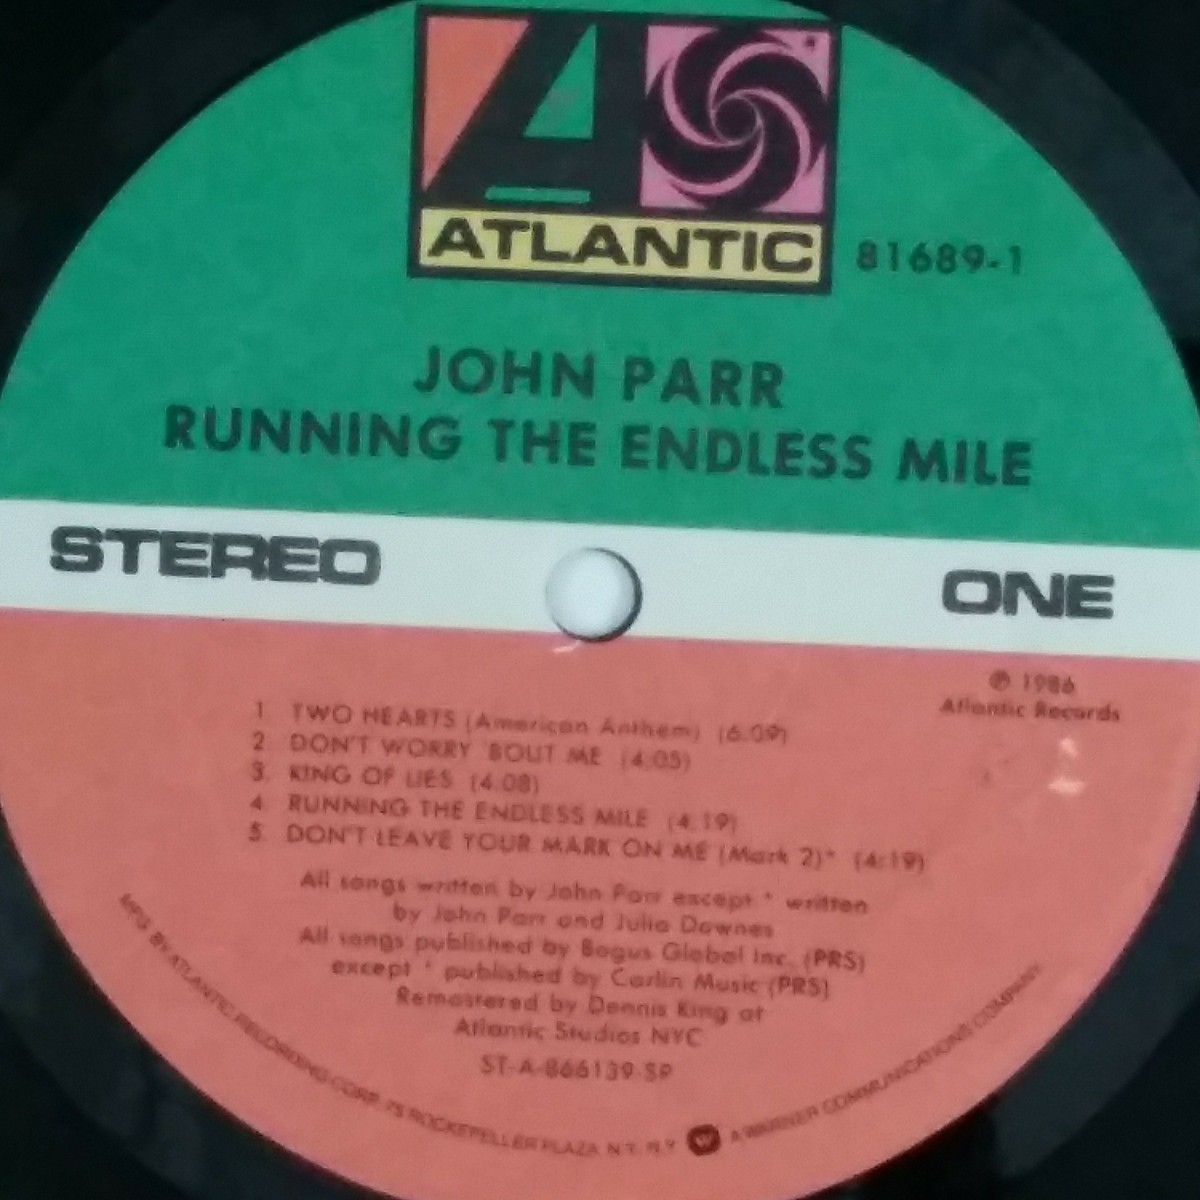 ATLANTIC
81689-1
JOHN PARR
RUNNING THE ENDLESS MILE
STEREO
ONE
℗ 1986
Atlantic Records
1. TWO HEARTS (American Anthem) (6:09)
2. DON'T WORRY 'BOUT ME (4:05)
3. KING OF LIES (4:08)
4. RUNNING THE ENDLESS MILE (4:19)
5. DON'T LEAVE YOUR MARK ON ME (Mark 2)* (4:19)
All songs written by John Parr except * written
by John Parr and Julia Downes
All songs published by Bogus Global Inc. (PRS)
except * published by Carlin Music (PRS)
Remastered by Dennis King at
Atlantic Studios NYC
ST-A-866139-SP
MFG. BY ATLANTIC RECORDING CORP. 75 ROCKEFELLER PLAZA N.Y. N.Y. A WARNER COMMUNICATIONS COMPANY